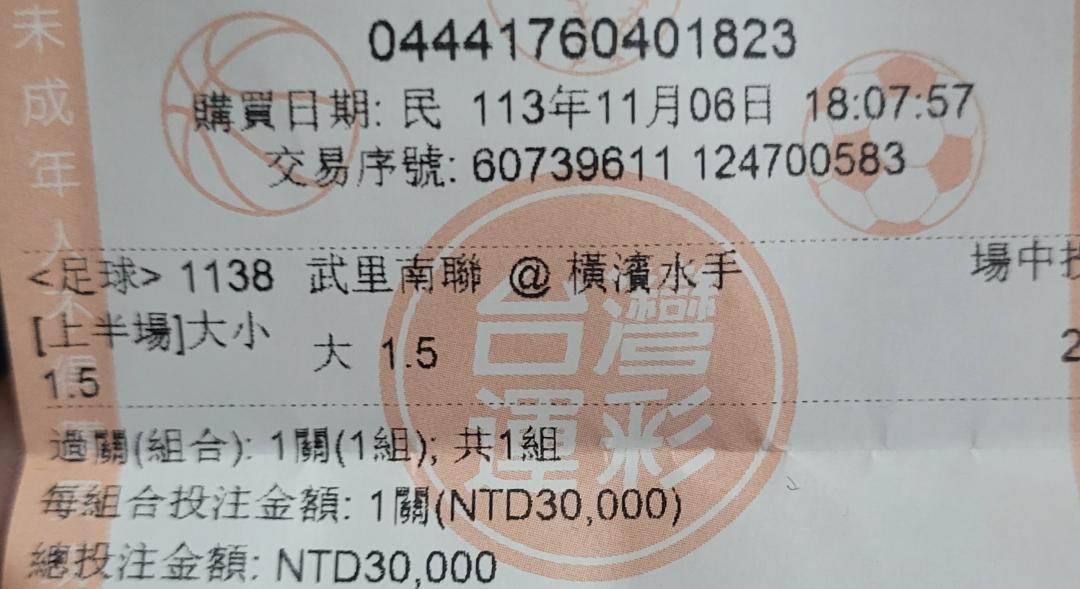 04441760401823
購買日期: 民 113年11月06日 18:07:57
交易序號: 60739611 124700583
<足球> 1138 武里南聯 @ 橫濱水手 場中投
[上半場]大小 大 1.5 2
1.5
過關(組合): 1關(1組); 共1組
每組合投注金額: 1關(NTD30,000)
總投注金額: NTD30,000
未成年人不得
台灣
運彩